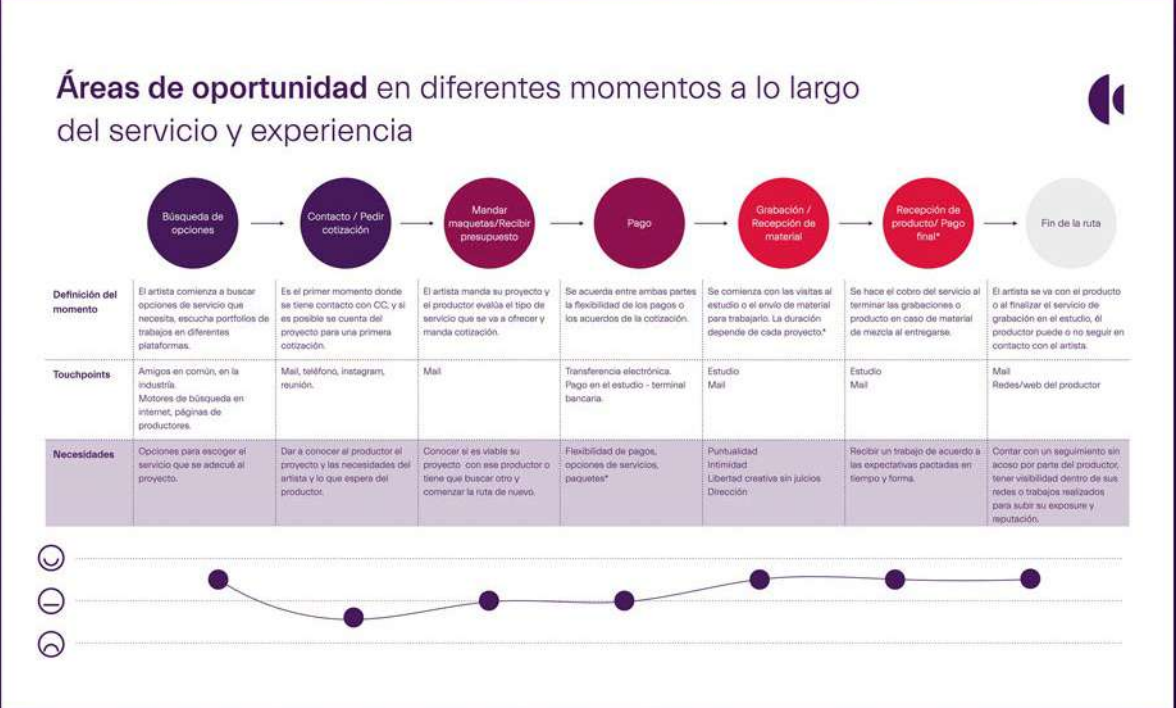 Áreas de oportunidad en diferentes momentos a lo largo
del servicio y experiencia
Búsqueda de
opciones
Contacto / Pedir
cotización
Mandar
maquetas/Recibir
presupuesto
Pago
Grabación /
Recepción de
material
Recepción de
producto/ Pago
final*
Fin de la ruta
Definición del
momento
El artista comienza a buscar
opciones de servicio que
necesita, escucha portfolios de
trabajos en diferentes
plataformas.
Es el primer momento donde
se tiene contacto con CC, y si
es posible se cuenta del
proyecto para una primera
cotización.
El artista manda su proyecto y
el productor evalúa el tipo de
servicio que se va a ofrecer y
manda cotización.
Se acuerda entre ambas partes
la flexibilidad de los pagos o
los acuerdos de la cotización.
Se comienza con las visitas al
estudio o el envío de material
para trabajarlo. La duración
depende de cada proyecto.*
Se hace el cobro del servicio al
terminar las grabaciones o
producto en caso de material
de mezcla al entregarse.
El artista se va con el producto
o al finalizar el servicio de
grabación en el estudio, él
productor puede o no seguir en
contacto con el artista.
Touchpoints
Amigos en común, en la
industria.
Motores de búsqueda en
internet, páginas de
productores.
Mail, teléfono, instagram,
reunión.
Mail
Transferencia electrónica.
Pago en el estudio - terminal
bancaria.
Estudio
Mail
Estudio
Mail
Mail
Redes/web del productor
Necesidades
Opciones para escoger el
servicio que se adecué al
proyecto.
Dar a conocer al productor el
proyecto y las necesidades del
artista y lo que espera del
productor.
Conocer si es viable su
proyecto con ese productor o
tiene que buscar otro y
comenzar la ruta de nuevo.
Flexibilidad de pagos,
opciones de servicios,
paquetes*
Puntualidad
Intimidad
Libertad creativa sin juicios
Dirección
Recibir un trabajo de acuerdo a
las expectativas pactadas en
tiempo y forma.
Contar con un seguimiento sin
acoso por parte del productor,
tener visibilidad dentro de sus
redes o trabajos realizados
para subir su exposure y
reputación.